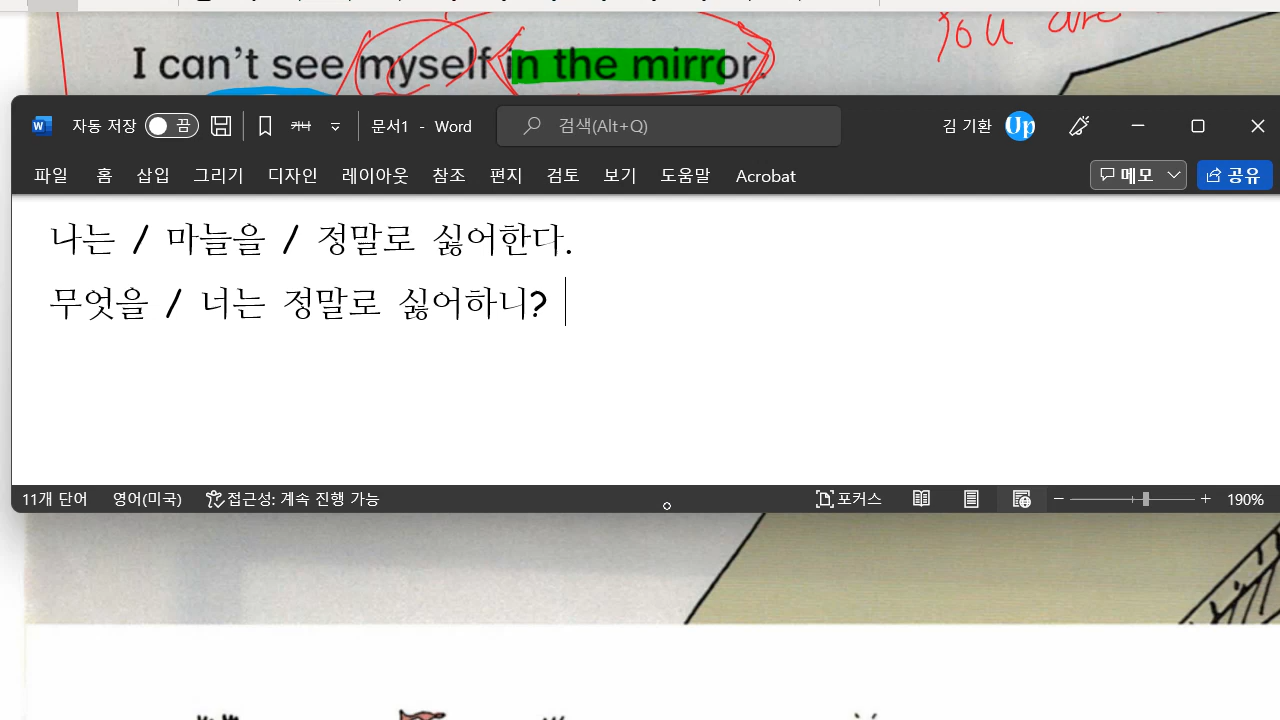 you are
I can't see myself in the mirror.
자동 저장 끔 가나 문서1 - Word 검색(Alt+Q) 김 기환 Up
파일 홈 삽입 그리기 디자인 레이아웃 참조 편지 검토 보기 도움말 Acrobat 메모 공유
나는 / 마늘을 / 정말로 싫어한다.
무엇을 / 너는 정말로 싫어하니?
11개 단어 영어(미국) 접근성: 계속 진행 가능 포커스 190%